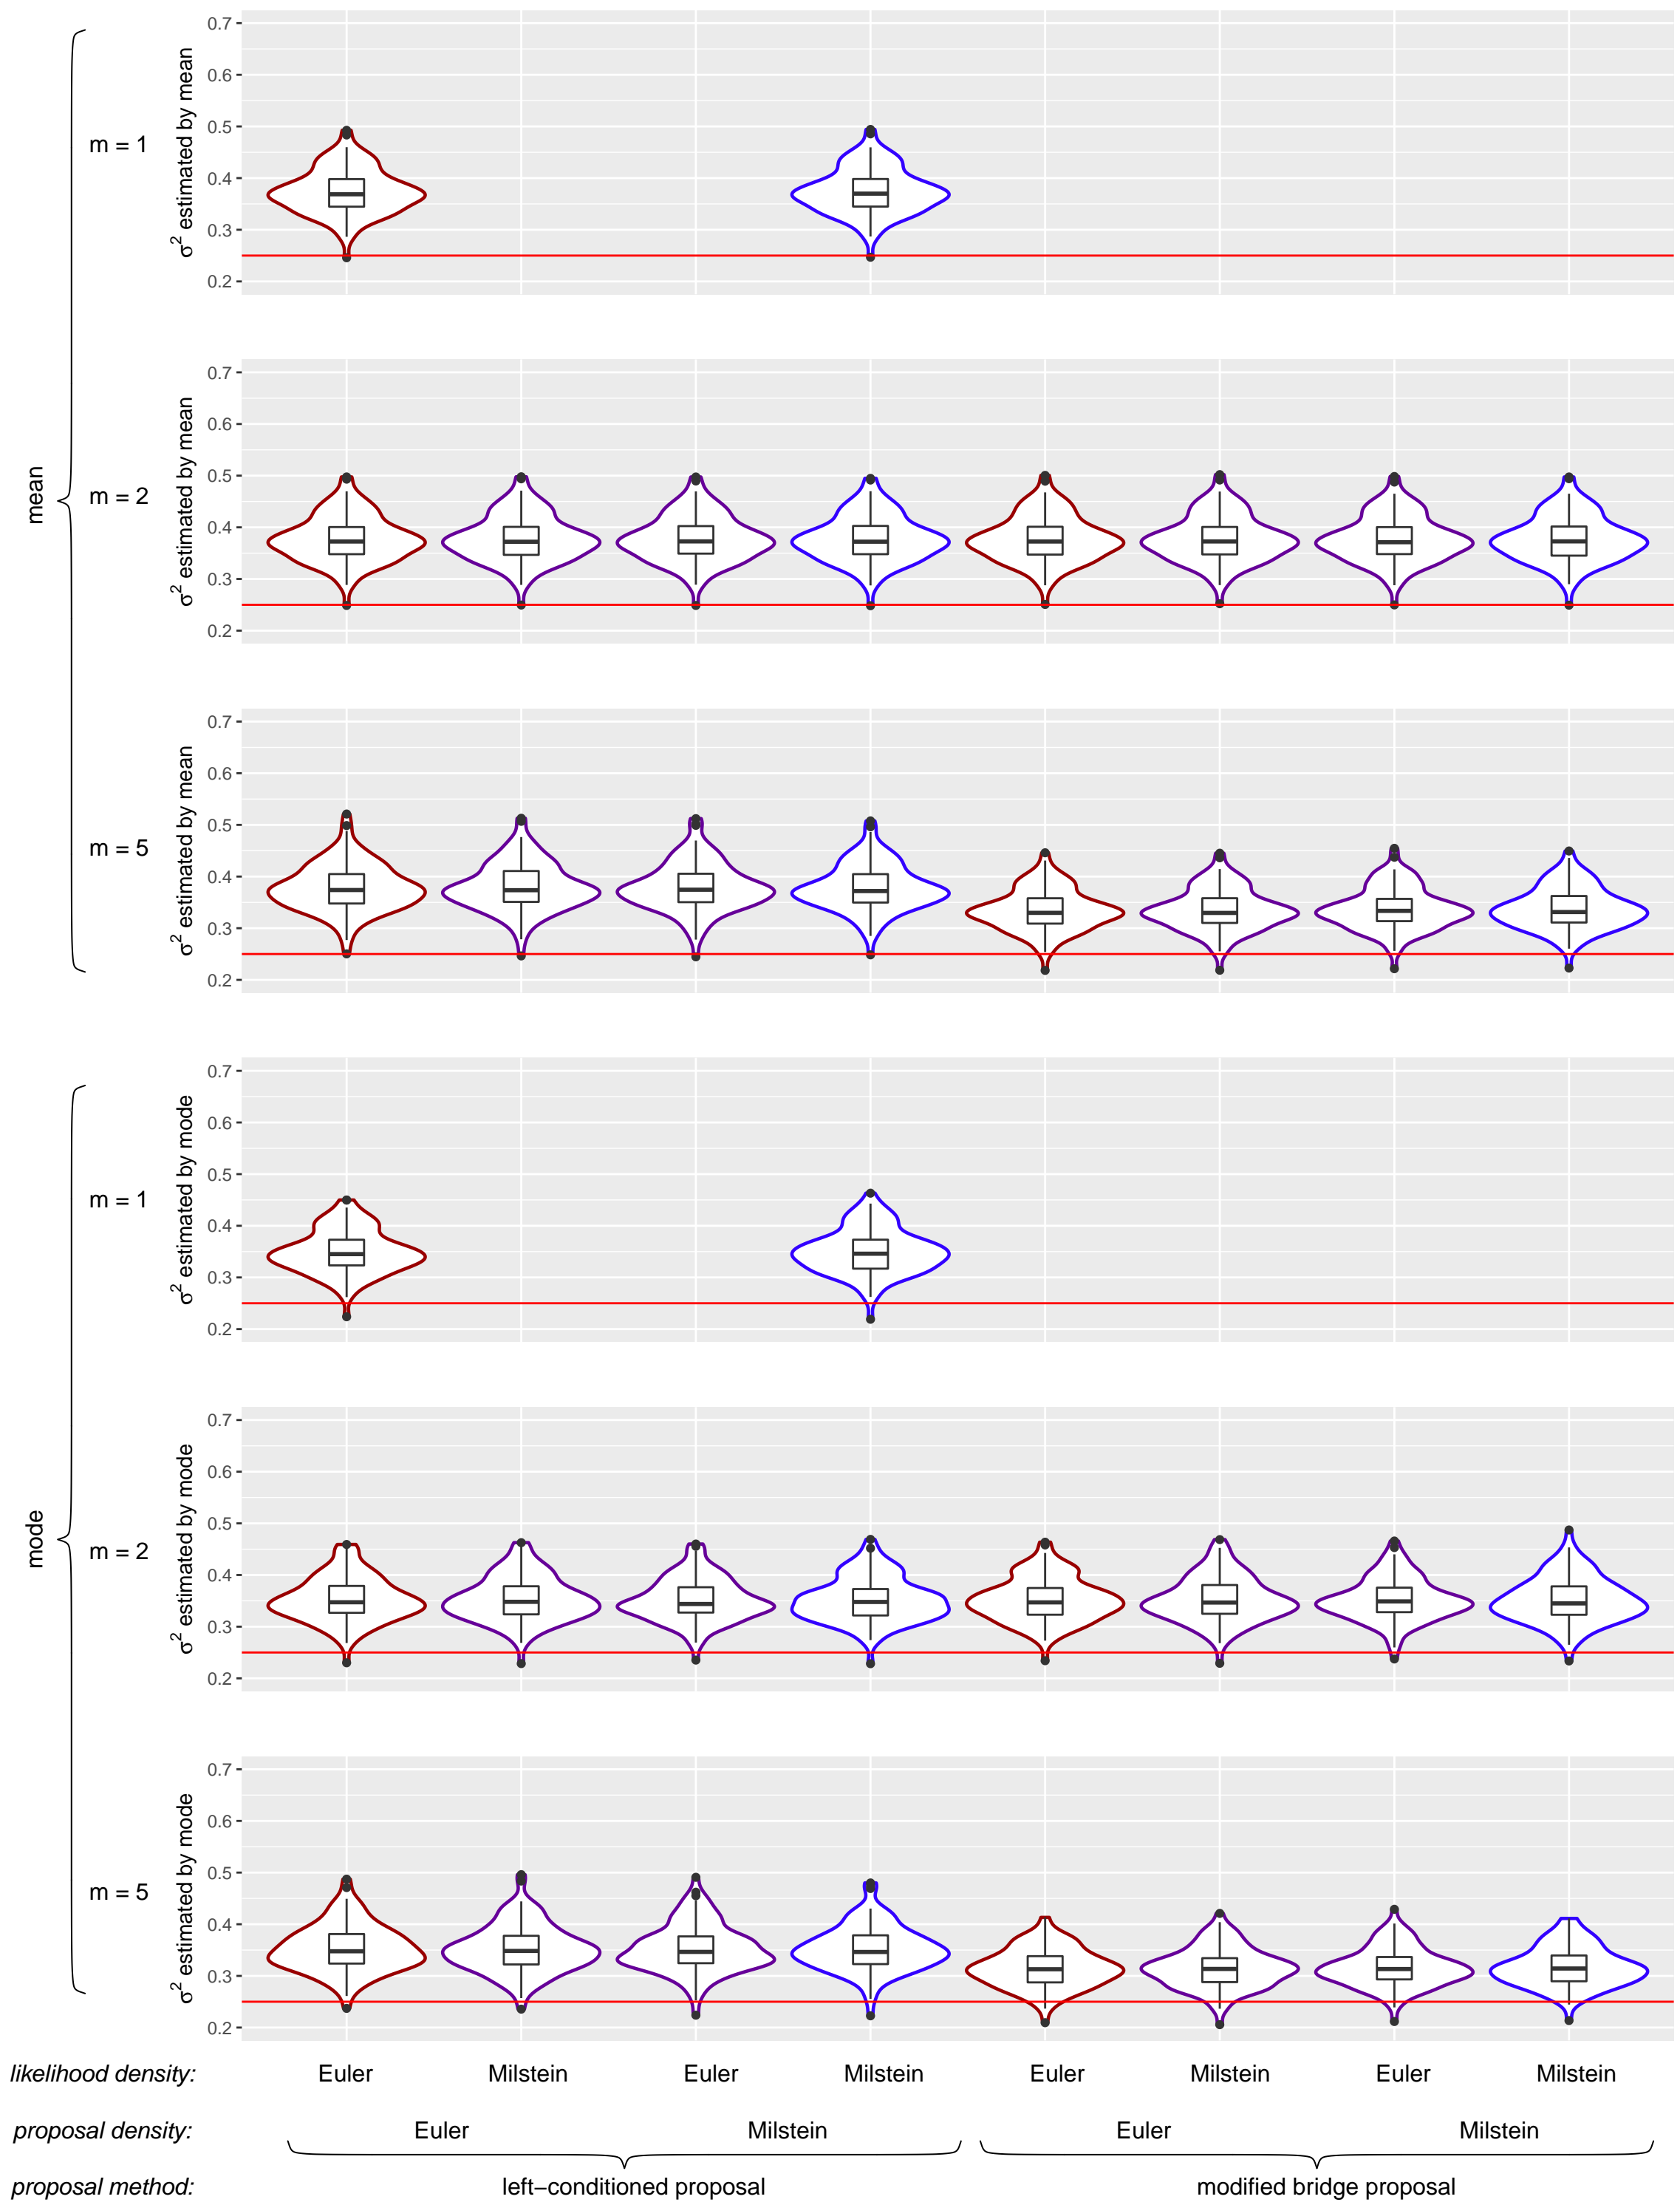 mean
m = 1
σ² estimated by mean
0.7
0.6
0.5
0.4
0.3
0.2
m = 2
σ² estimated by mean
0.7
0.6
0.5
0.4
0.3
0.2
m = 5
σ² estimated by mean
0.7
0.6
0.5
0.4
0.3
0.2
mode
m = 1
σ² estimated by mode
0.7
0.6
0.5
0.4
0.3
0.2
m = 2
σ² estimated by mode
0.7
0.6
0.5
0.4
0.3
0.2
m = 5
σ² estimated by mode
0.7
0.6
0.5
0.4
0.3
0.2
likelihood density: Euler Milstein Euler Milstein Euler Milstein Euler Milstein
proposal density: Euler Milstein Euler Milstein
proposal method: left−conditioned proposal modified bridge proposal